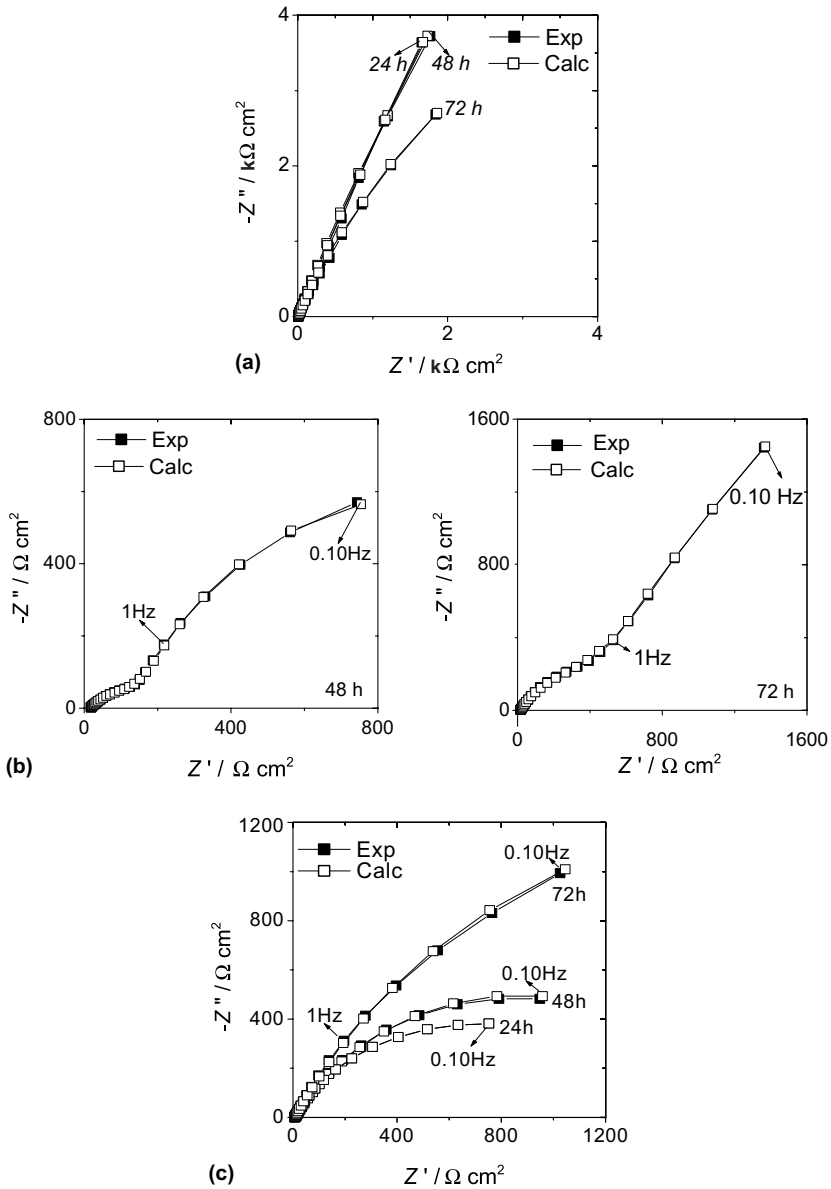 4
Exp
Calc
24 h
48 h
72 h
2
0
0
2
4
-Z" / kΩ cm²
Z' / kΩ cm²
(a)
800
Exp
Calc
400
0.10Hz
1Hz
48 h
0
0
400
800
-Z" / Ω cm²
Z' / Ω cm²
(b)
1600
Exp
Calc
0.10 Hz
800
1Hz
72 h
0
0
800
1600
-Z" / Ω cm²
Z' / Ω cm²
1200
Exp
Calc
0.10Hz
72h
800
0.10Hz
1Hz
48h
400
24h
0.10Hz
0
0
400
800
1200
-Z" / Ω cm²
(c)
Z' / Ω cm²